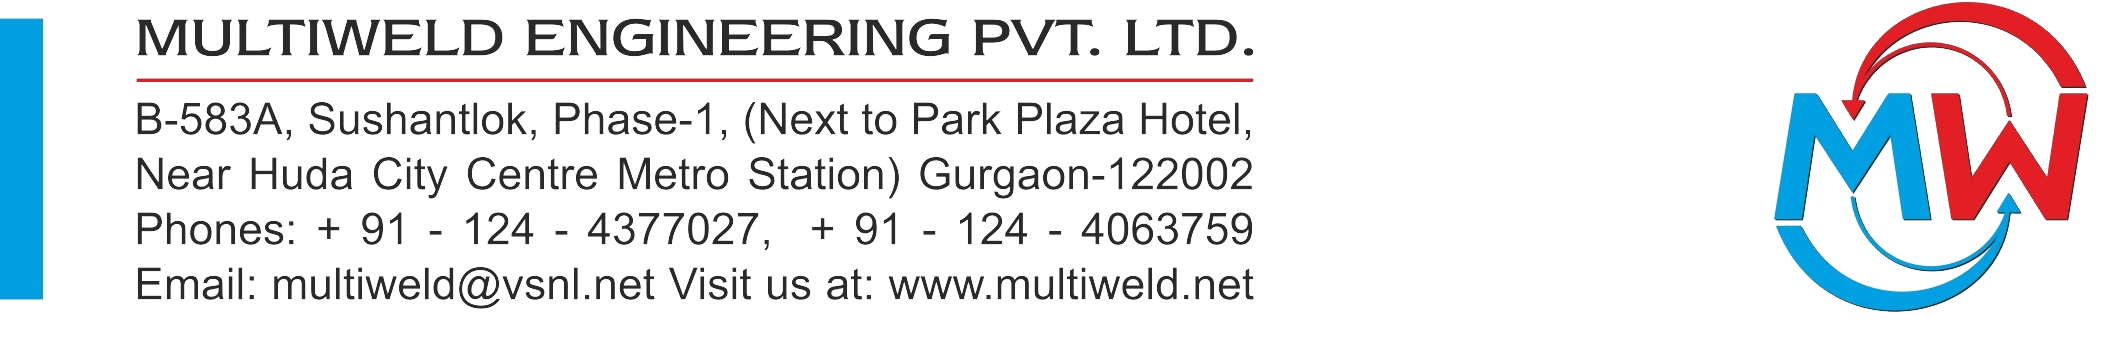 MULTIWELD ENGINEERING PVT. LTD.
B-583A, Sushantlok, Phase-1, (Next to Park Plaza Hotel,
Near Huda City Centre Metro Station) Gurgaon-122002
Phones: + 91 - 124 - 4377027, + 91 - 124 - 4063759
Email: multiweld@vsnl.net Visit us at: www.multiweld.net
MW